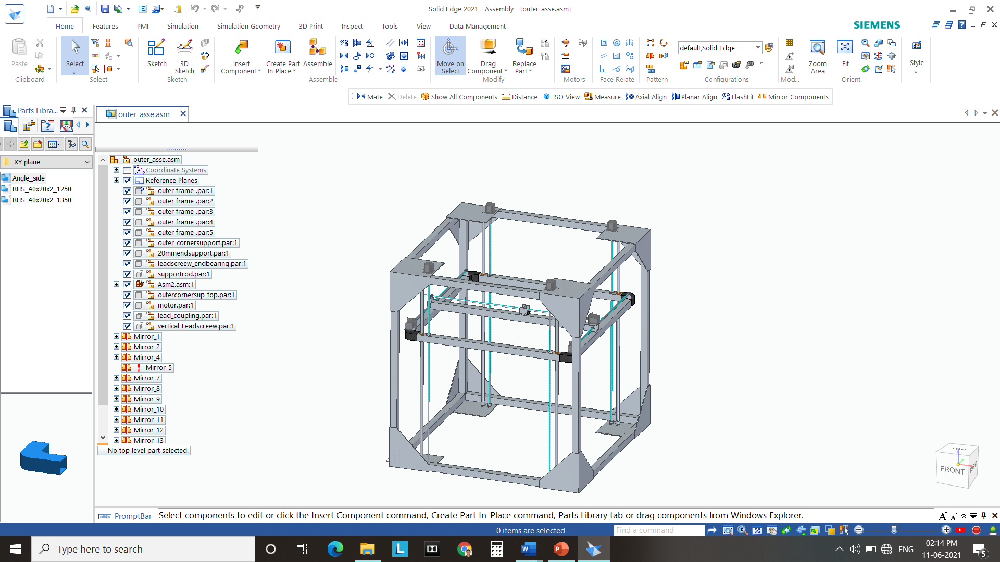 Solid Edge 2021 - Assembly - [outer_asse.asm]
Home Features PMI Simulation Simulation Geometry 3D Print Inspect Tools View Data Management
SIEMENS
Paste
Clipboard
Select
Select
Sketch
3D Sketch
Sketch
Insert Component
Create Part In-Place
Assemble
Assemble
Move on Select
Drag Component
Replace Part
Modify
Motors
Face Relate
Pattern
default,Solid Edge
Configurations
Mod...
Zoom Area
Fit
Orient
Style
Mate Delete Show All Components Distance ISO View Measure Axial Align Planar Align FlashFit Mirror Components
Parts Libra...
outer_asse.asm
XY plane
Angle_side
RHS_40x20x2_1250
RHS_40x20x2_1350
outer_asse.asm
Coordinate Systems
Reference Planes
outer frame .par:1
outer frame .par:2
outer frame .par:3
outer frame .par:4
outer frame .par:5
outer_cornersupport.par:1
20mmendsupport.par:1
leadscreew_endbearing.par:1
supportrod.par:1
Asm2.asm:1
outercornersup_top.par:1
motor.par:1
lead_coupling.par:1
vertical_Leadscreew.par:1
Mirror_1
Mirror_2
Mirror_4
Mirror_5
Mirror_7
Mirror_8
Mirror_9
Mirror_10
Mirror_11
Mirror_12
Mirror_13
No top level part selected.
TOP
FRONT
PromptBar
Select components to edit or click the Insert Component command, Create Part In-Place command, Parts Library tab or drag components from Windows Explorer.
0 items are selected
Find a command
Type here to search
ENG
02:14 PM
11-06-2021
5